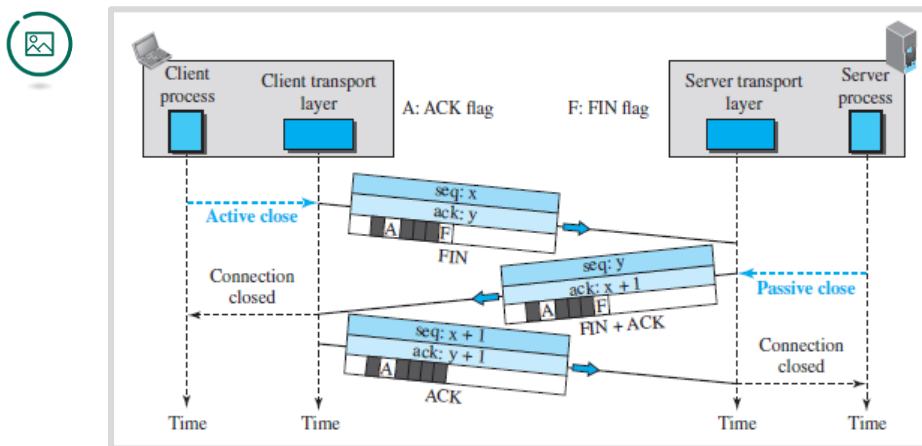 Client
process
Client transport
layer
A: ACK flag
F: FIN flag
Server transport
layer
Server
process
seq: x
ack: y
A
F
FIN
Active close
seq: y
ack: x + 1
A
F
FIN + ACK
Passive close
Connection
closed
seq: x + 1
ack: y + 1
A
ACK
Connection
closed
Time
Time
Time
Time